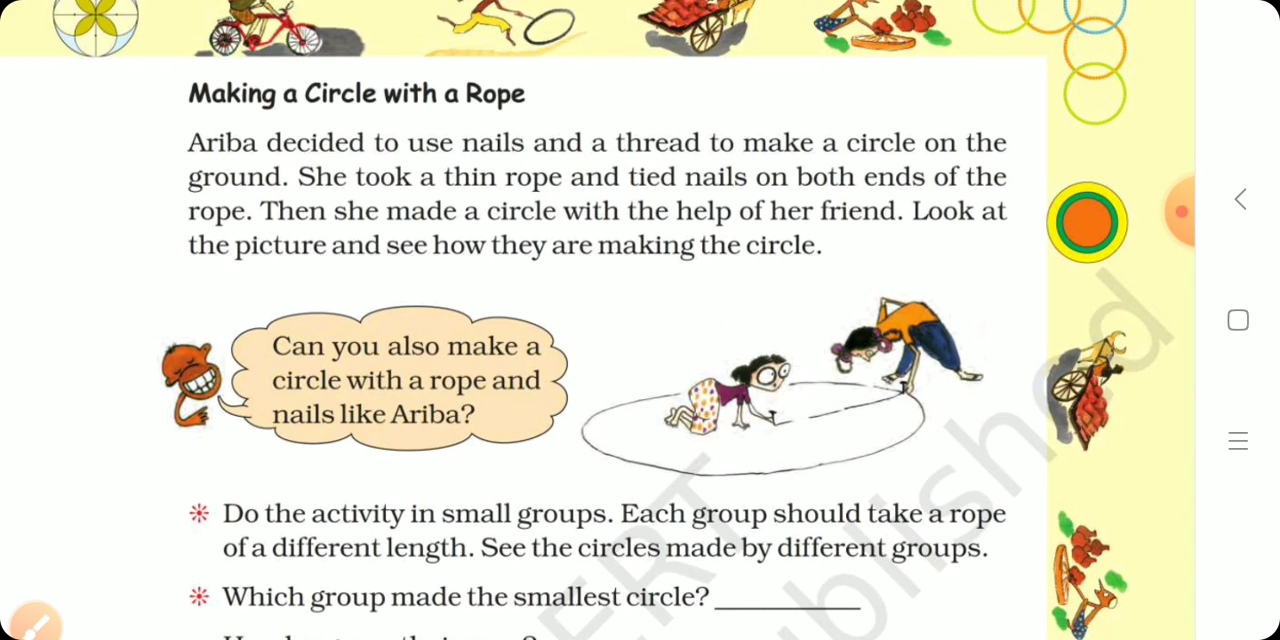 Making a Circle with a Rope
Ariba decided to use nails and a thread to make a circle on the
ground. She took a thin rope and tied nails on both ends of the
rope. Then she made a circle with the help of her friend. Look at
the picture and see how they are making the circle.
Can you also make a
circle with a rope and
nails like Ariba?
Do the activity in small groups. Each group should take a rope
of a different length. See the circles made by different groups.
Which group made the smallest circle?